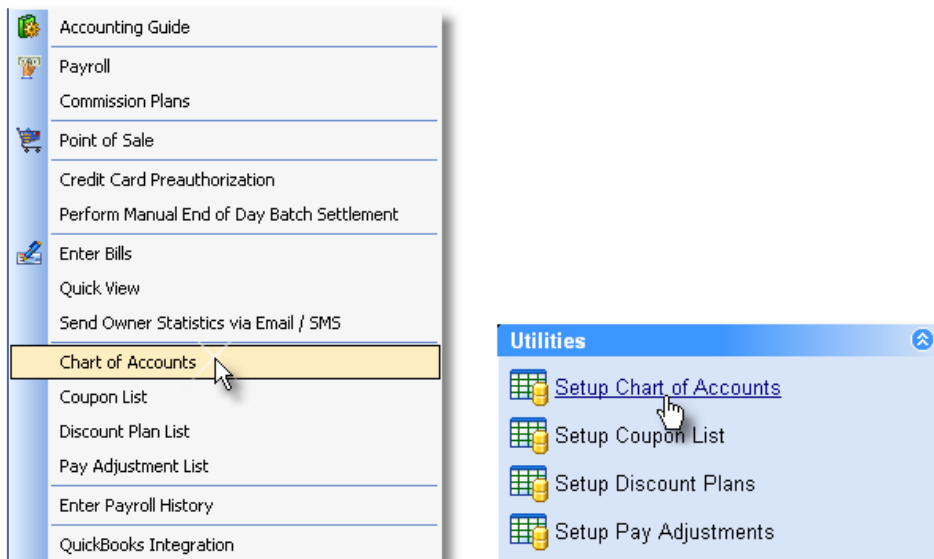 Accounting Guide
Payroll
Commission Plans
Point of Sale
Credit Card Preauthorization
Perform Manual End of Day Batch Settlement
Enter Bills
Quick View
Send Owner Statistics via Email / SMS
Chart of Accounts
Coupon List
Discount Plan List
Pay Adjustment List
Enter Payroll History
QuickBooks Integration
Utilities
Setup Chart of Accounts
Setup Coupon List
Setup Discount Plans
Setup Pay Adjustments